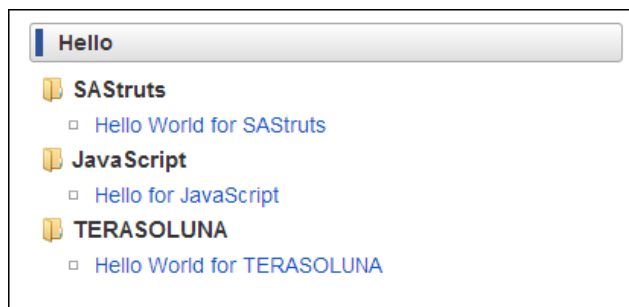 Hello
SAStruts
Hello World for SAStruts
JavaScript
Hello for JavaScript
TERASOLUNA
Hello World for TERASOLUNA